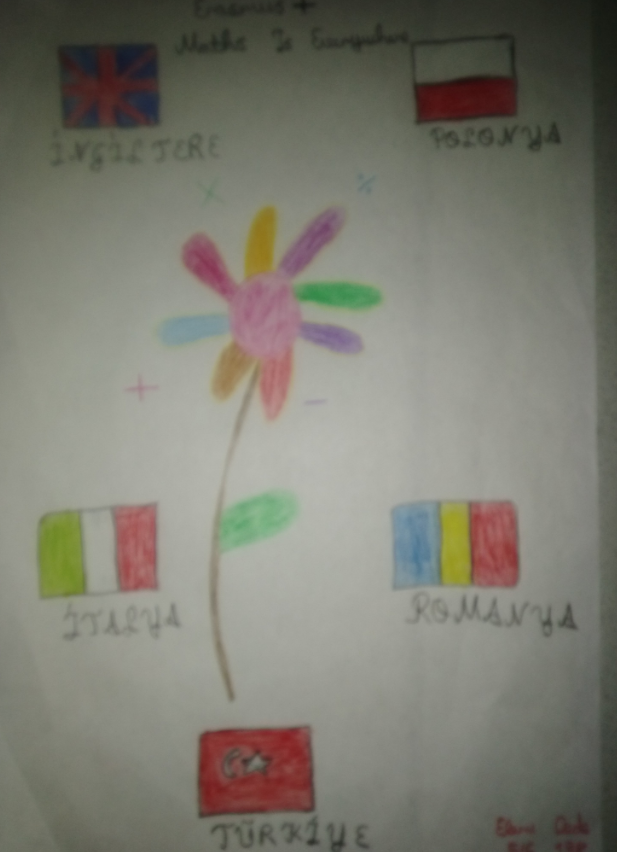 Erasmus +
Maths Is Everywhere
İNGİLTERE
POLONYA
×
%
+
−
İTALYA
ROMANYA
TÜRKİYE